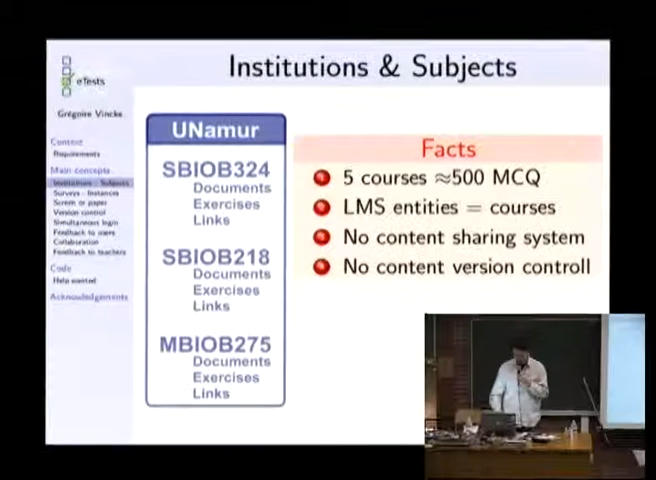 Institutions & Subjects
eTests
Grégoire Vincke
Context
Requirements
Main concepts
Institutions - Subjects
Surveys - Instances
Screen or paper
Version control
Simultaneous login
Feedback to users
Collaboration
Feedback to teachers
Code
Help wanted
Acknowledgements
UNamur
SBIOB324
Documents
Exercises
Links
SBIOB218
Documents
Exercises
Links
MBIOB275
Documents
Exercises
Links
Facts
5 courses ≈500 MCQ
LMS entities = courses
No content sharing system
No content version controll